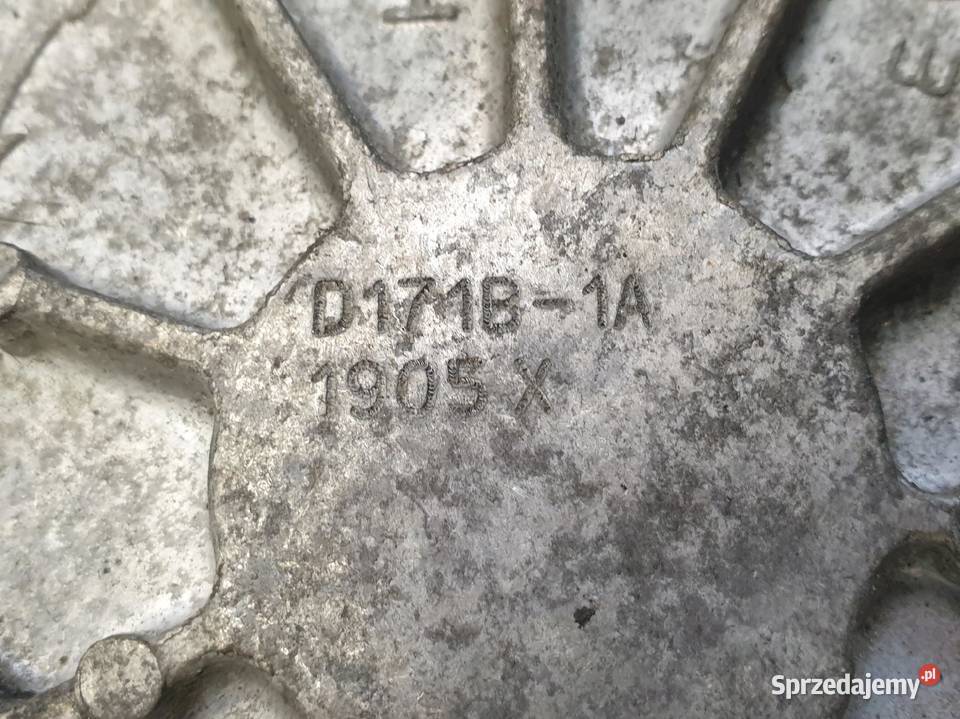 D171B-1A
1905 X
Sprzedajemy.pl